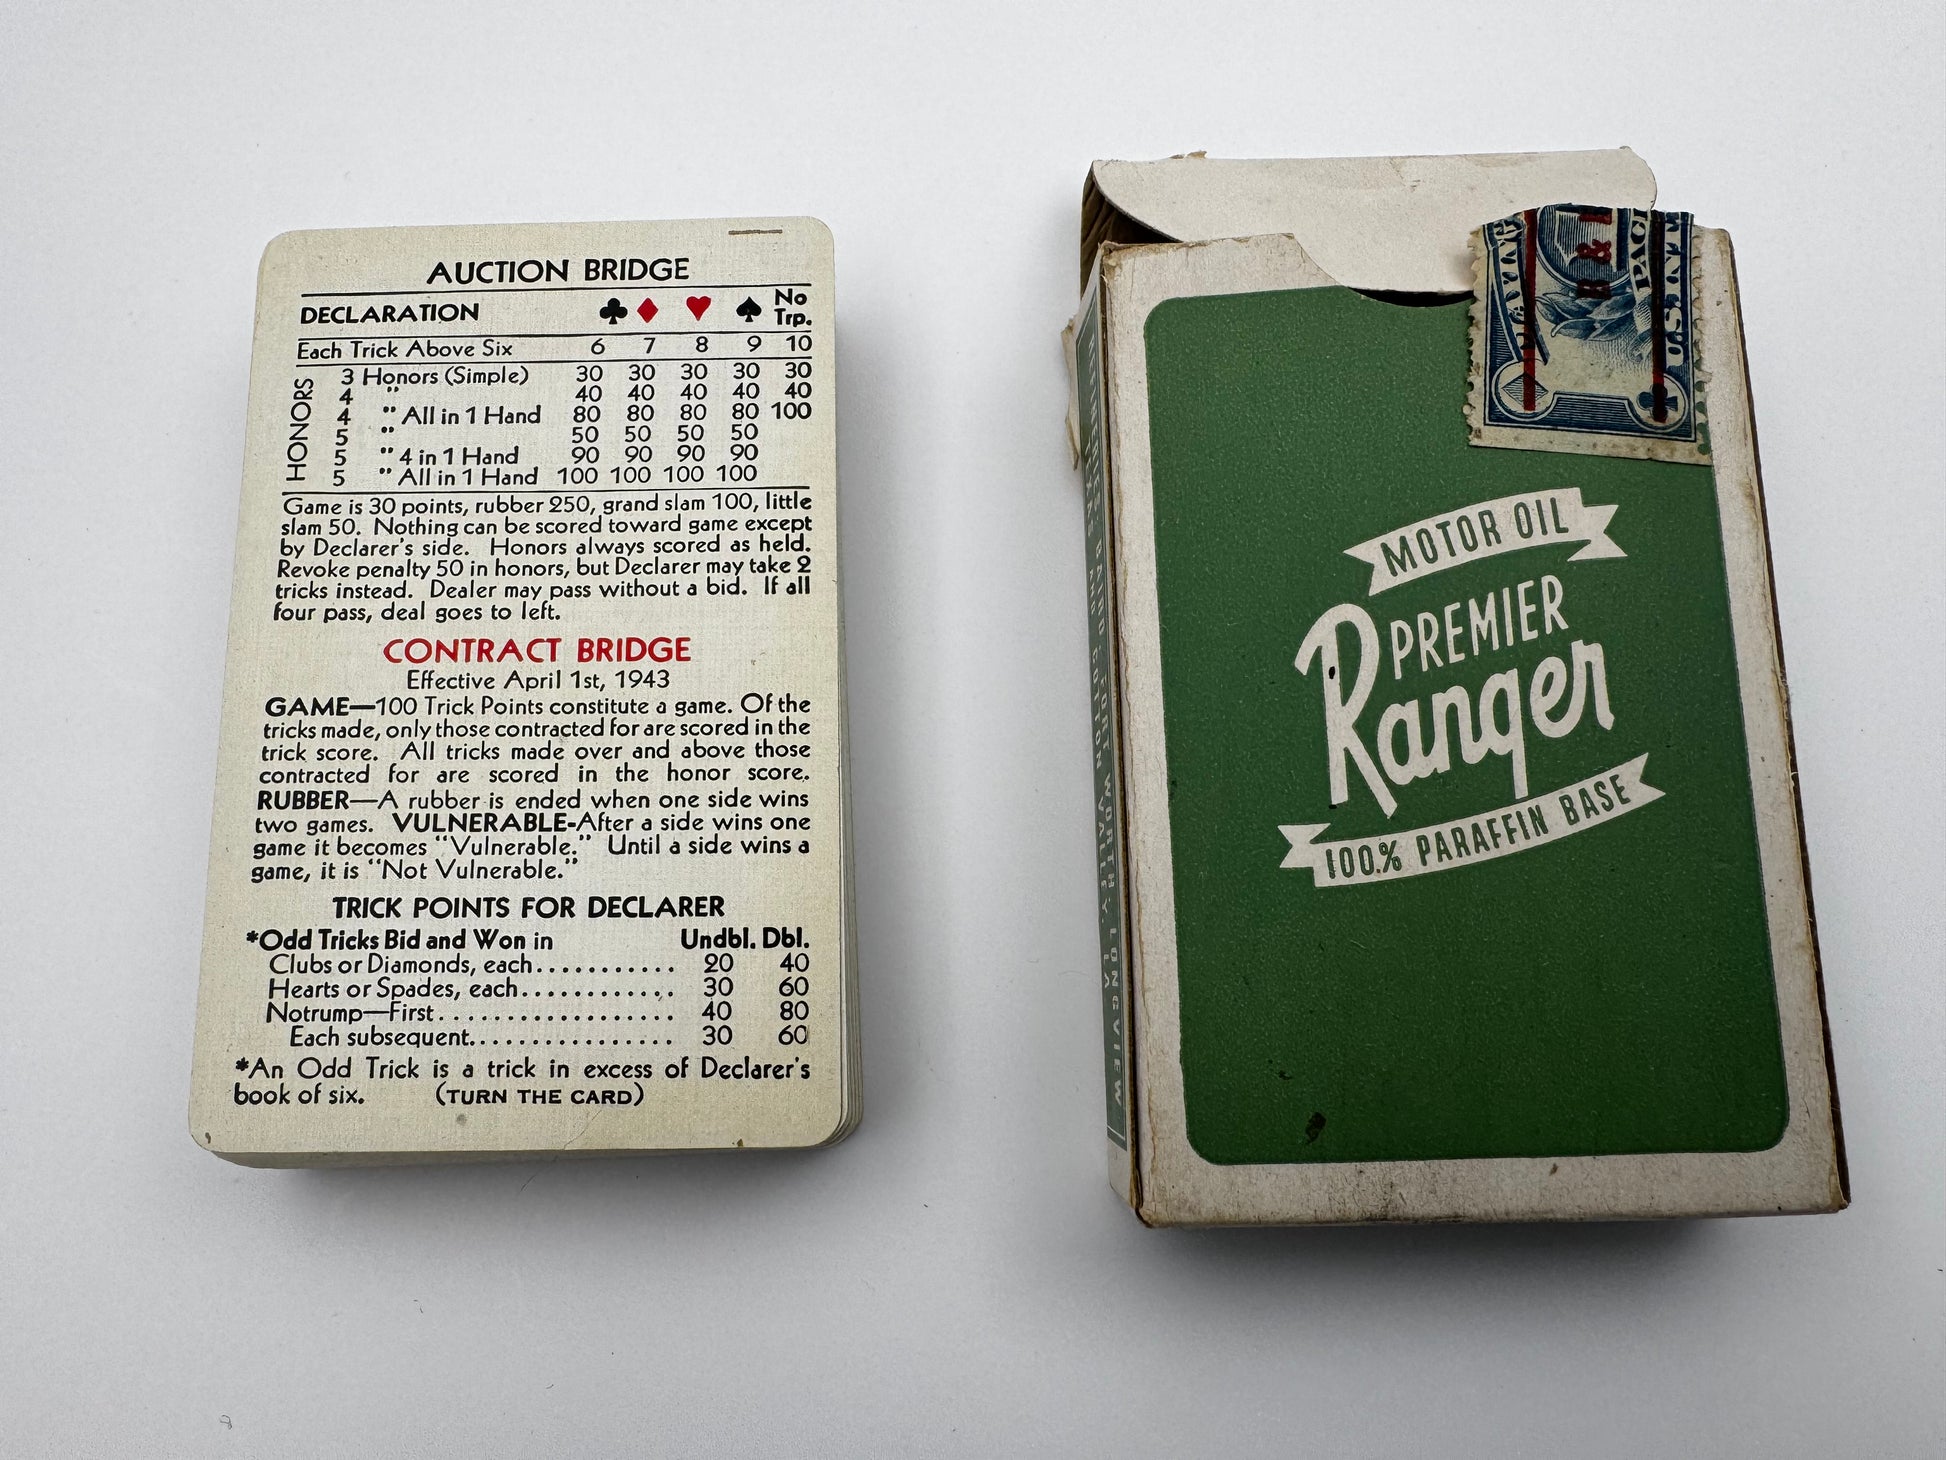 AUCTION BRIDGE
DECLARATION No Trp.
Each Trick Above Six 6 7 8 9 10
HONORS
3 Honors (Simple) 30 30 30 30 30
4 " 40 40 40 40 40
4 " All in 1 Hand 80 80 80 80 100
5 " 50 50 50 50
5 " 4 in 1 Hand 90 90 90 90
5 " All in 1 Hand 100 100 100 100
Game is 30 points, rubber 250, grand slam 100, little
slam 50. Nothing can be scored toward game except
by Declarer's side. Honors always scored as held.
Revoke penalty 50 in honors, but Declarer may take 2
tricks instead. Dealer may pass without a bid. If all
four pass, deal goes to left.
CONTRACT BRIDGE
Effective April 1st, 1943
GAME—100 Trick Points constitute a game. Of the
tricks made, only those contracted for are scored in the
trick score. All tricks made over and above those
contracted for are scored in the honor score.
RUBBER—A rubber is ended when one side wins
two games. VULNERABLE-After a side wins one
game it becomes "Vulnerable." Until a side wins a
game, it is "Not Vulnerable."
TRICK POINTS FOR DECLARER
*Odd Tricks Bid and Won in Undbl. Dbl.
Clubs or Diamonds, each........... 20 40
Hearts or Spades, each............ 30 60
Notrump—First.................. 40 80
Each subsequent................ 30 60
*An Odd Trick is a trick in excess of Declarer's
book of six. (TURN THE CARD)
PLAYING
PACK
U.S. INT
MOTOR OIL
PREMIER
Ranger
100.% PARAFFIN BASE
FORT WORTH, LONGVIEW